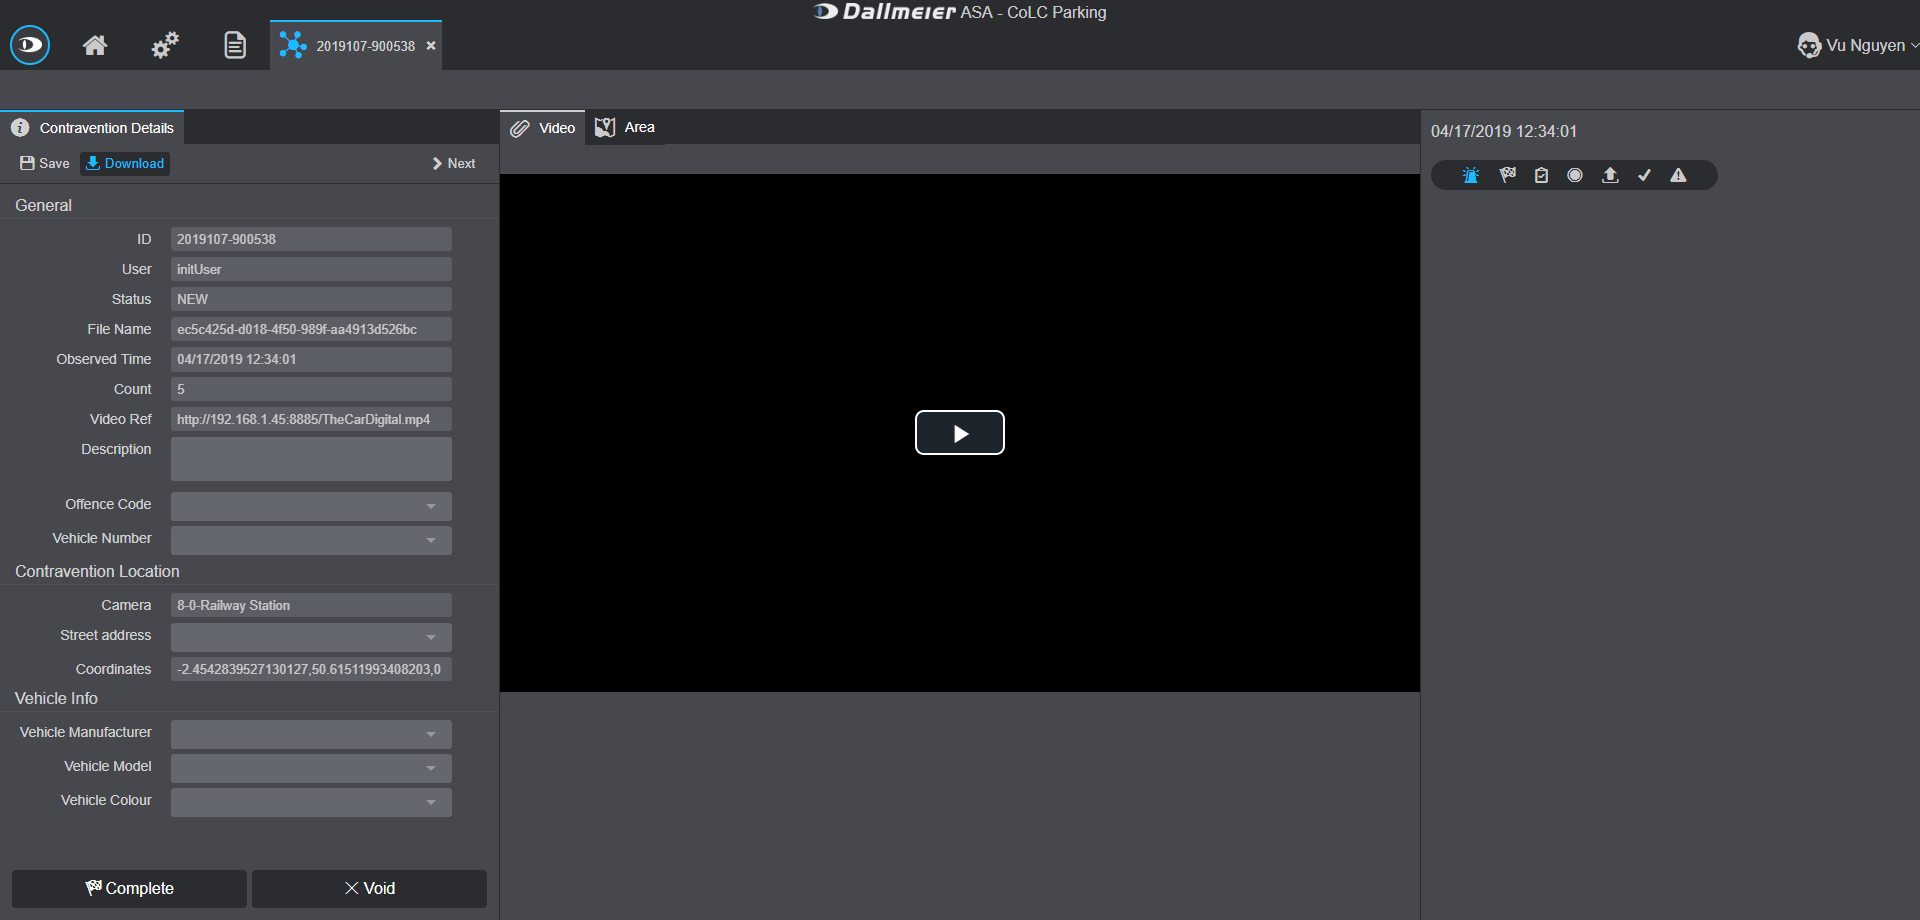 Dallmeier ASA - CoLC Parking
2019107-900538
Vu Nguyen
Contravention Details
Save Download Next
General
ID 2019107-900538
User initUser
Status NEW
File Name ec5c425d-d018-4f50-989f-aa4913d526bc
Observed Time 04/17/2019 12:34:01
Count 5
Video Ref http://192.168.1.45:8885/TheCarDigital.mp4
Description
Offence Code
Vehicle Number
Contravention Location
Camera 8-0-Railway Station
Street address
Coordinates -2.4542839527130127,50.61511993408203,0
Vehicle Info
Vehicle Manufacturer
Vehicle Model
Vehicle Colour
Complete Void
Video Area
04/17/2019 12:34:01